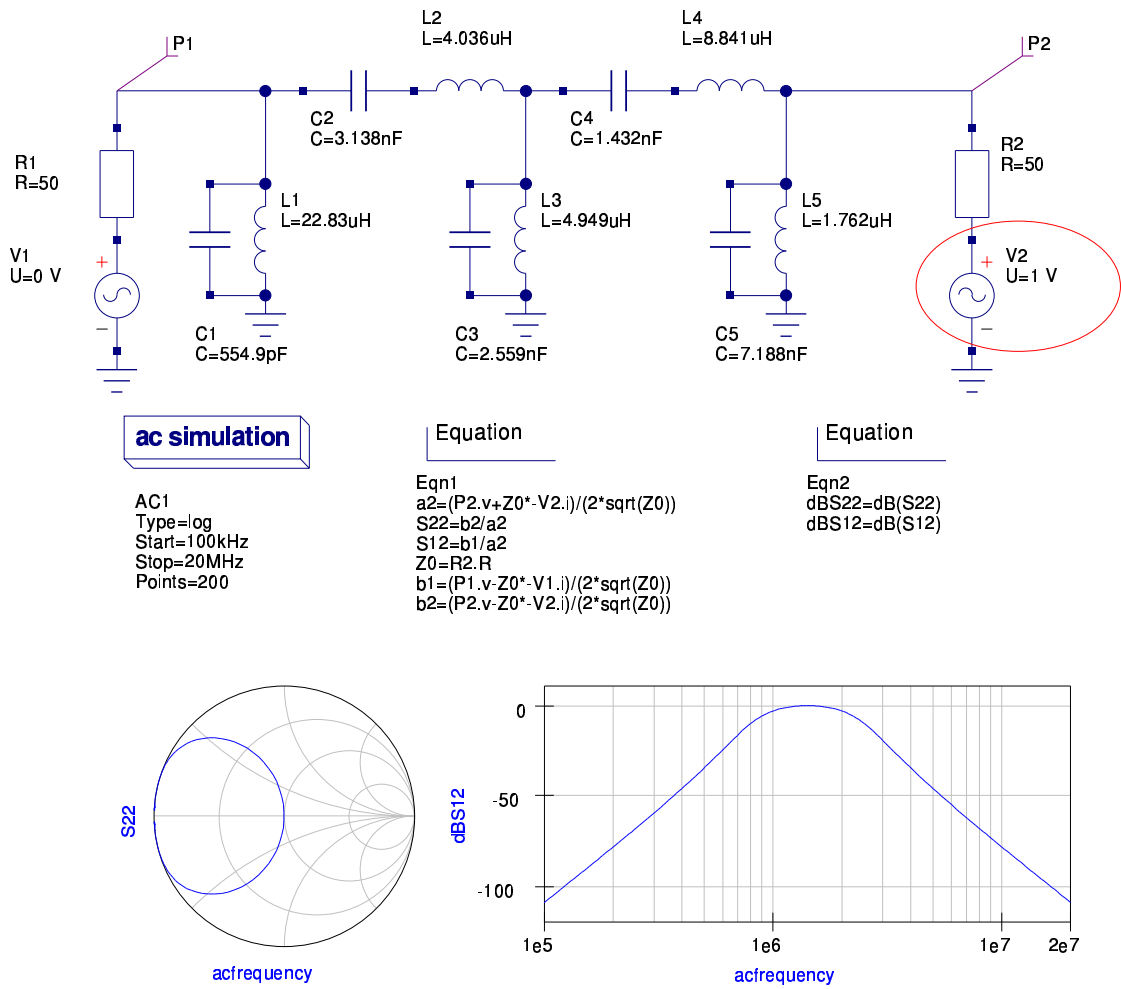 L2
L=4.036uH
L4
L=8.841uH
P1
P2
C2
C=3.138nF
C4
C=1.432nF
R1
R=50
R2
R=50
L1
L=22.83uH
L3
L=4.949uH
L5
L=1.762uH
V1
U=0 V
+
−
V2
U=1 V
+
−
C1
C=554.9pF
C3
C=2.559nF
C5
C=7.188nF
ac simulation
Equation
Equation
AC1
Type=log
Start=100kHz
Stop=20MHz
Points=200
Eqn1
a2=(P2.v+Z0*-V2.i)/(2*sqrt(Z0))
S22=b2/a2
S12=b1/a2
Z0=R2.R
b1=(P1.v-Z0*-V1.i)/(2*sqrt(Z0))
b2=(P2.v-Z0*-V2.i)/(2*sqrt(Z0))
Eqn2
dBS22=dB(S22)
dBS12=dB(S12)
S22
acfrequency
dBS12
0
-50
-100
1e5
1e6
1e7
2e7
acfrequency